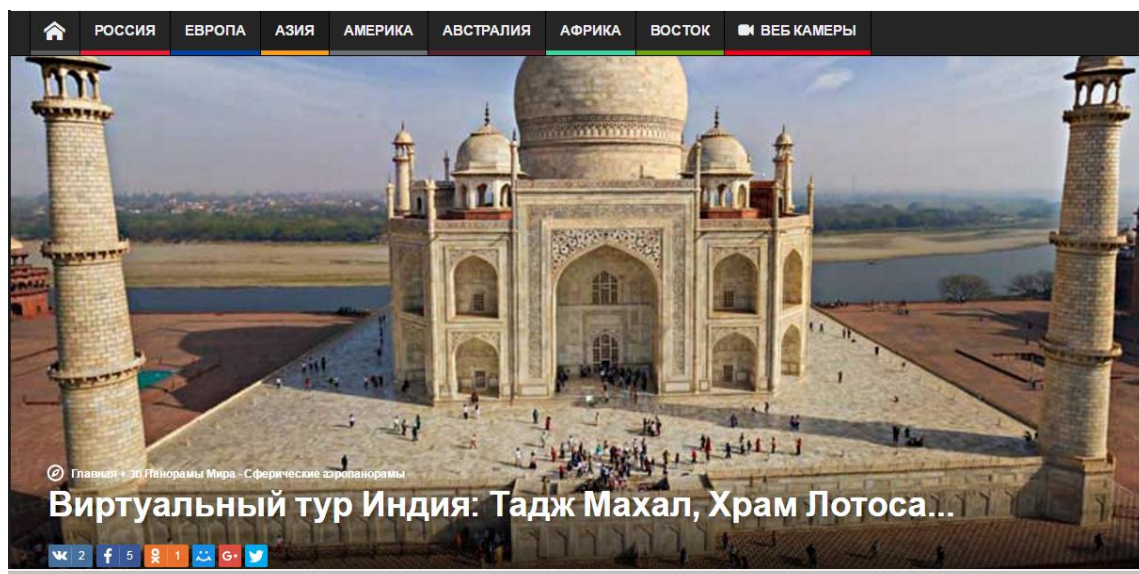 РОССИЯ ЕВРОПА АЗИЯ АМЕРИКА АВСТРАЛИЯ АФРИКА ВОСТОК ВЕБ КАМЕРЫ
Главная • 3D Панорамы Мира - Сферические аэропанорамы
Виртуальный тур Индия: Тадж Махал, Храм Лотоса...
2 f 5 1 G+